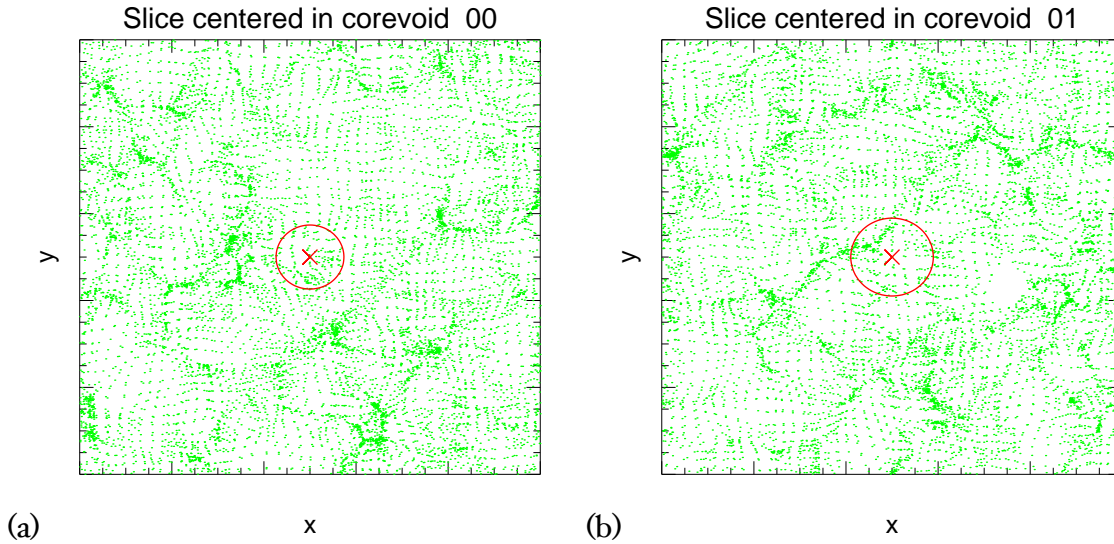 Slice centered in corevoid  00
y
x
(a)
Slice centered in corevoid  01
y
x
(b)